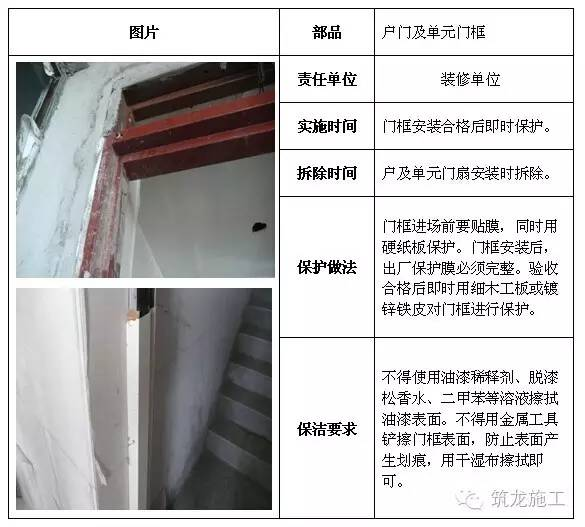 图片
部品
户门及单元门框
责任单位
装修单位
实施时间
门框安装合格后即时保护。
拆除时间
户及单元门扇安装时拆除。
保护做法
门框进场前要贴膜，同时用
硬纸板保护。门框安装后，
出厂保护膜必须完整。验收
合格后即时用细木工板或镀
锌铁皮对门框进行保护。
保洁要求
不得使用油漆稀释剂、脱漆
松香水、二甲苯等溶液擦拭
油漆表面。不得用金属工具
铲擦门框表面，防止表面产
生划痕，用干湿布擦拭即
可。
筑龙施工